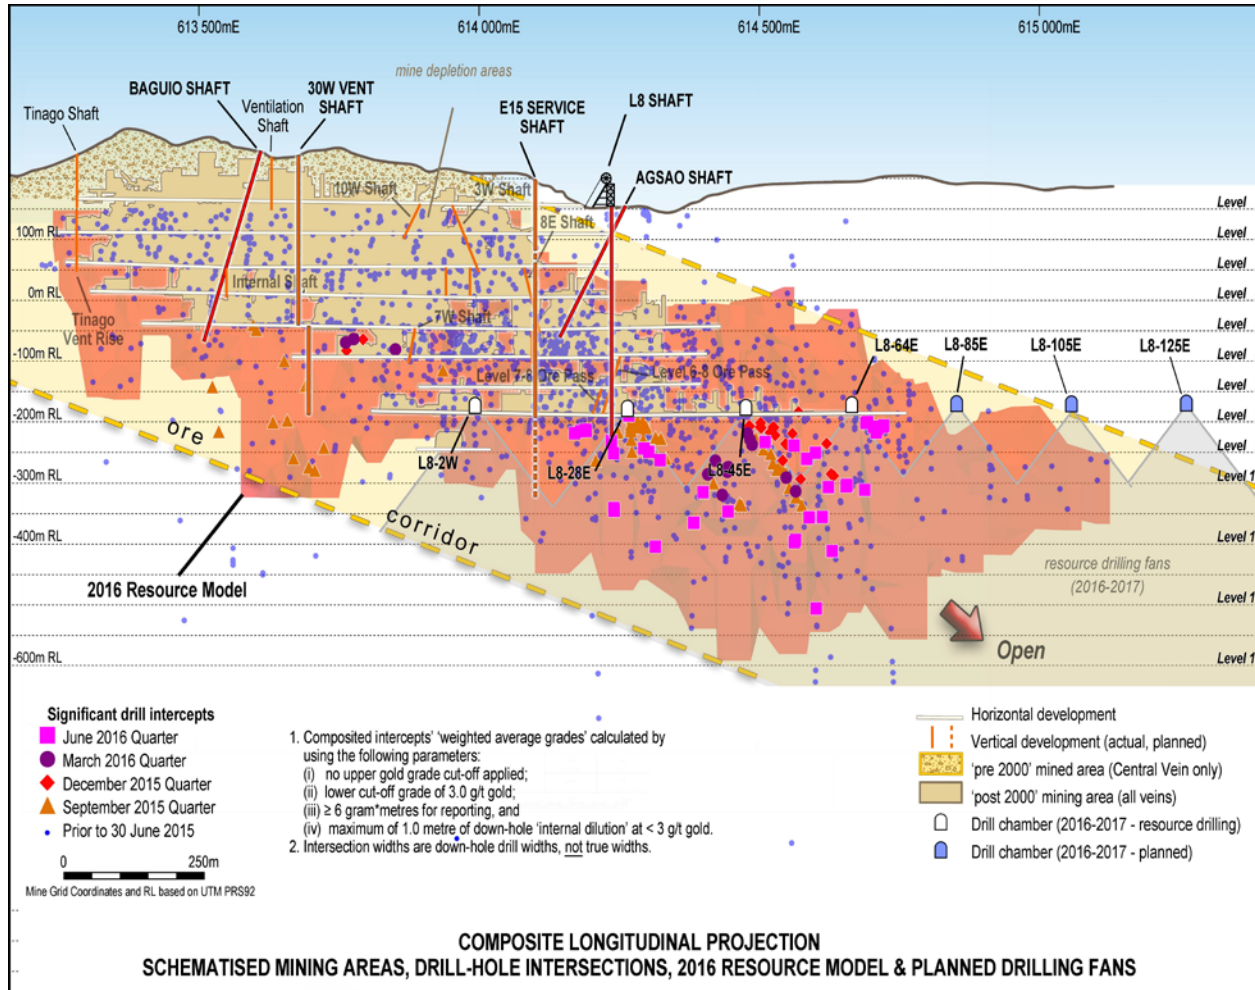 613 500mE
614 000mE
614 500mE
615 000mE
mine depletion areas
BAGUIO SHAFT
30W VENT
SHAFT
Tinago Shaft
Ventilation
Shaft
E15 SERVICE
SHAFT
L8 SHAFT
AGSAO SHAFT
10W Shaft
3W Shaft
8E Shaft
Level
Level
100m RL
Level
Level
Internal Shaft
0m RL
Level
Tinago
Vent Rise
7W Shaft
Level
L8-64E
L8-85E
L8-105E
L8-125E
-100m RL
Level
Level 7-8 Ore Pass
Level 6-8 Ore Pass
Level
-200m RL
Level
ore
L8-2W
L8-28E
L8-45E
Level
-300m RL
Level 1
corridor
-400m RL
Level 1
2016 Resource Model
resource drilling fans
(2016-2017)
Level 1
Level 1
Open
-600m RL
Level 1
Significant drill intercepts
June 2016 Quarter
March 2016 Quarter
December 2015 Quarter
September 2015 Quarter
Prior to 30 June 2015
0 250m
Mine Grid Coordinates and RL based on UTM PRS92
1. Composited intercepts' 'weighted average grades' calculated by
using the following parameters:
(i) no upper gold grade cut-off applied;
(ii) lower cut-off grade of 3.0 g/t gold;
(iii) ≥ 6 gram*metres for reporting, and
(iv) maximum of 1.0 metre of down-hole 'internal dilution' at < 3 g/t gold.
2. Intersection widths are down-hole drill widths, not true widths.
Horizontal development
Vertical development (actual, planned)
'pre 2000' mined area (Central Vein only)
'post 2000' mining area (all veins)
Drill chamber (2016-2017 - resource drilling)
Drill chamber (2016-2017 - planned)
COMPOSITE LONGITUDINAL PROJECTION
SCHEMATISED MINING AREAS, DRILL-HOLE INTERSECTIONS, 2016 RESOURCE MODEL & PLANNED DRILLING FANS